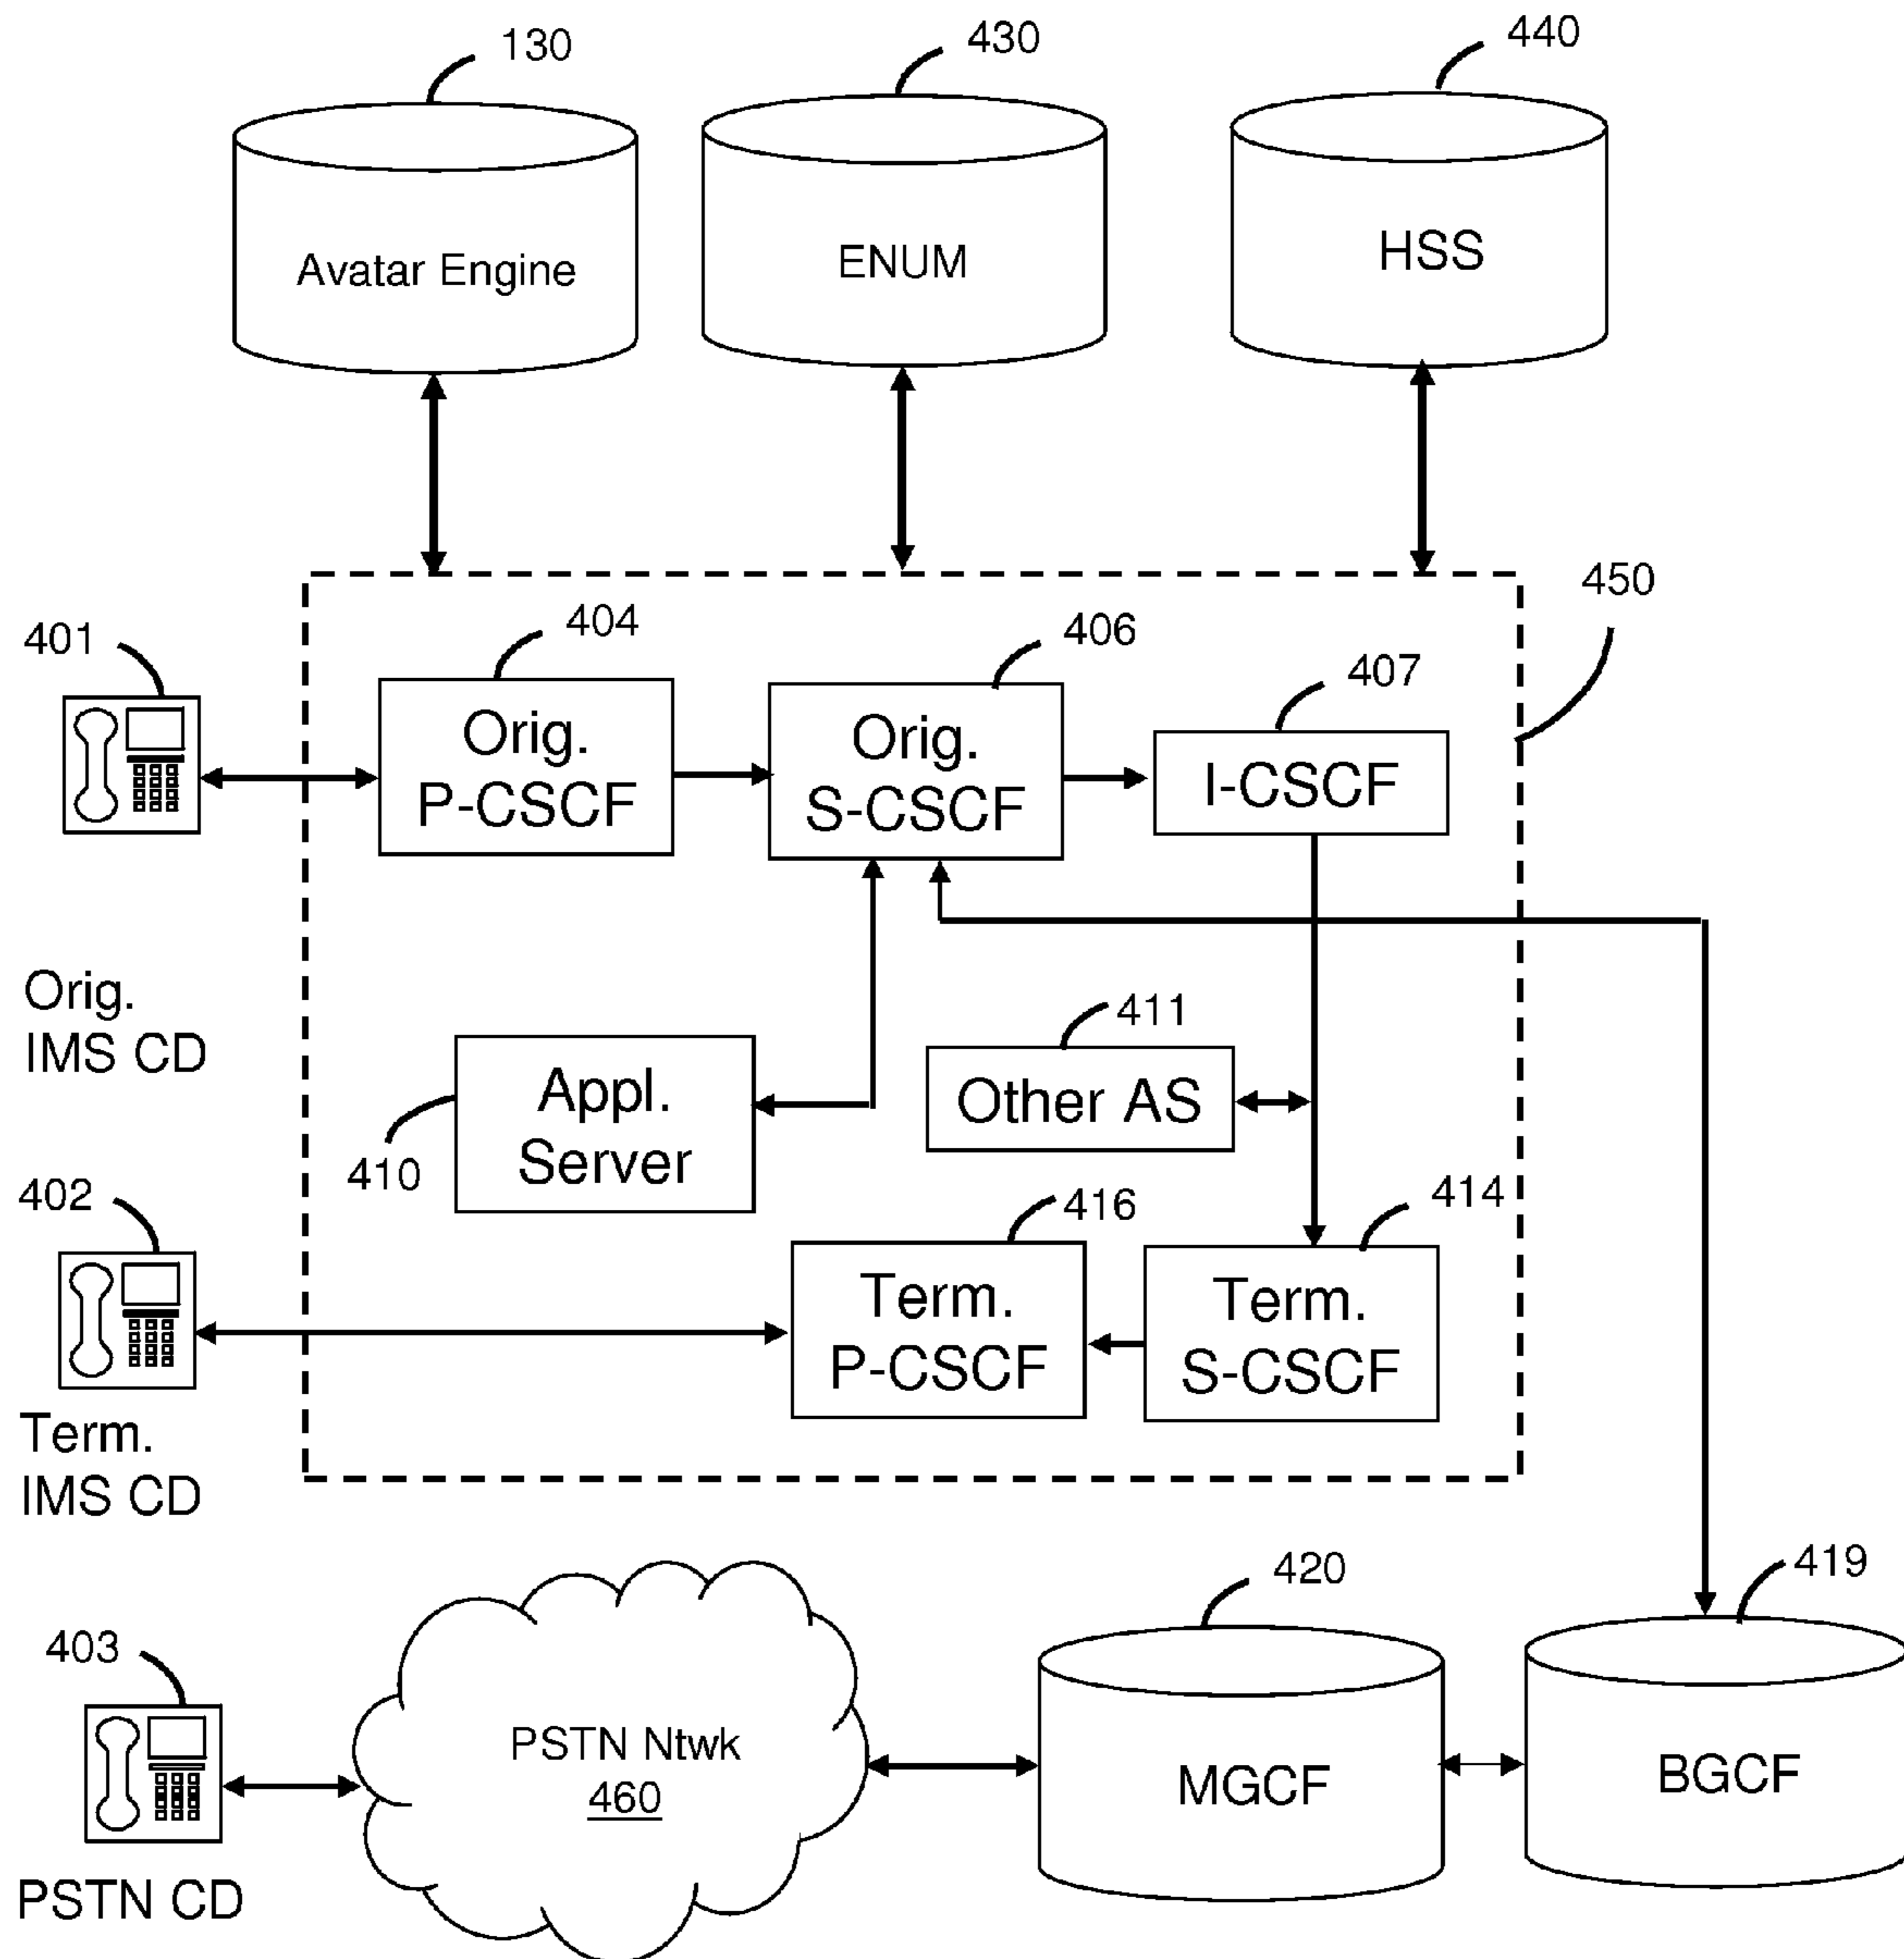 130
430
440
Avatar Engine
ENUM
HSS
450
401
404
406
407
Orig.
P-CSCF
Orig.
S-CSCF
I-CSCF
Orig.
IMS CD
411
Appl.
Server
Other AS
410
402
416
414
Term.
P-CSCF
Term.
S-CSCF
Term.
IMS CD
420
419
403
PSTN Ntwk
460
MGCF
BGCF
PSTN CD